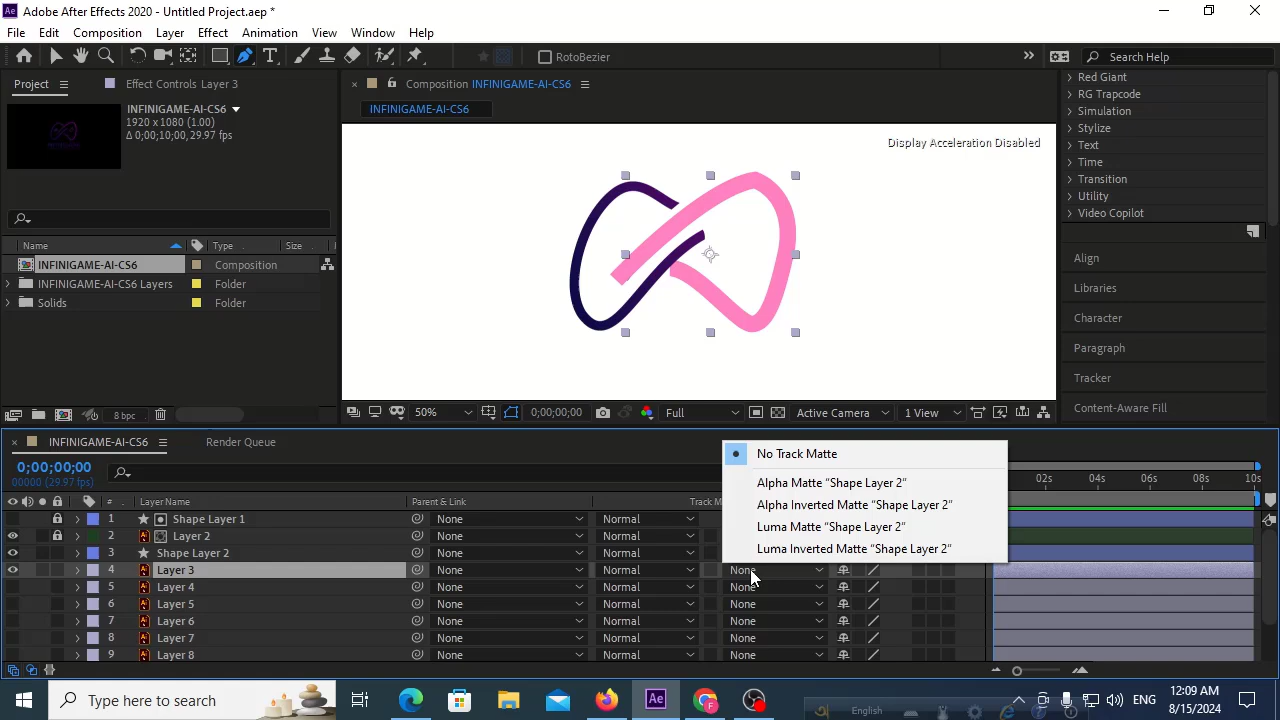 Adobe After Effects 2020 - Untitled Project.aep *
File Edit Composition Layer Effect Animation View Window Help
RotoBezier
Search Help
Project
Effect Controls Layer 3
Composition INFINIGAME-AI-CS6
INFINIGAME-AI-CS6
INFINIGAME-AI-CS6
1920 x 1080 (1.00)
Δ 0;00;10;00, 29.97 fps
Display Acceleration Disabled
Red Giant
RG Trapcode
Simulation
Stylize
Text
Time
Transition
Utility
Video Copilot
Name Type Size
INFINIGAME-AI-CS6 Composition
INFINIGAME-AI-CS6 Layers Folder
Solids Folder
Align
Libraries
Character
Paragraph
Tracker
Content-Aware Fill
8 bpc
50% 0;00;00;00 Full Active Camera 1 View
INFINIGAME-AI-CS6 Render Queue
0;00;00;00
00000 (29.97 fps)
No Track Matte
Alpha Matte “Shape Layer 2”
Alpha Inverted Matte “Shape Layer 2”
Luma Matte “Shape Layer 2”
Luma Inverted Matte “Shape Layer 2”
02s 04s 06s 08s 10s
# Layer Name Parent & Link Track M
1 Shape Layer 1 None Normal
2 Layer 2 None Normal
3 Shape Layer 2 None Normal
4 Layer 3 None Normal None
5 Layer 4 None Normal None
6 Layer 5 None Normal None
7 Layer 6 None Normal None
8 Layer 7 None Normal None
9 Layer 8 None Normal None
Type here to search
ENG
12:09 AM
8/15/2024
English